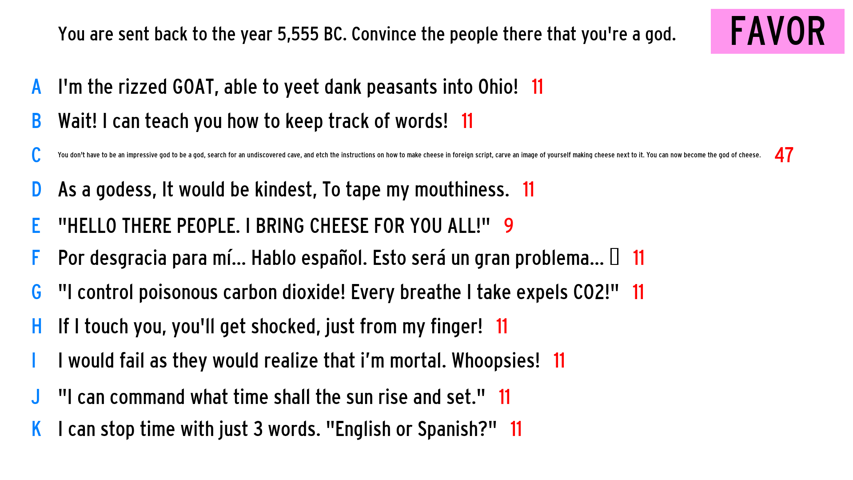 You are sent back to the year 5,555 BC. Convince the people there that you're a god.
FAVOR
A I'm the rizzed GOAT, able to yeet dank peasants into Ohio! 11
B Wait! I can teach you how to keep track of words! 11
C You don't have to be an impressive god to be a god, search for an undiscovered cave, and etch the instructions on how to make cheese in foreign script, carve an image of yourself making cheese next to it. You can now become the god of cheese. 47
D As a godess, It would be kindest, To tape my mouthiness. 11
E "HELLO THERE PEOPLE. I BRING CHEESE FOR YOU ALL!" 9
F Por desgracia para mí... Hablo español. Esto será un gran problema... 11
G "I control poisonous carbon dioxide! Every breathe I take expels CO2!" 11
H If I touch you, you'll get shocked, just from my finger! 11
I I would fail as they would realize that i’m mortal. Whoopsies! 11
J "I can command what time shall the sun rise and set." 11
K I can stop time with just 3 words. "English or Spanish?" 11